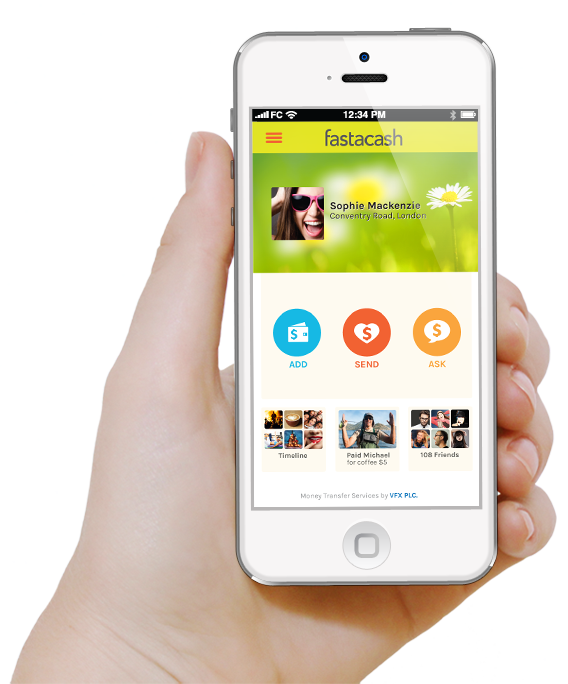 FC 12:34 PM
fastacash
Sophie Mackenzie
Conventry Road, London
$ $ $
ADD SEND ASK
Timeline
Paid Michael
for coffee $5
108 Friends
Money Transfer Services by VFX PLC.